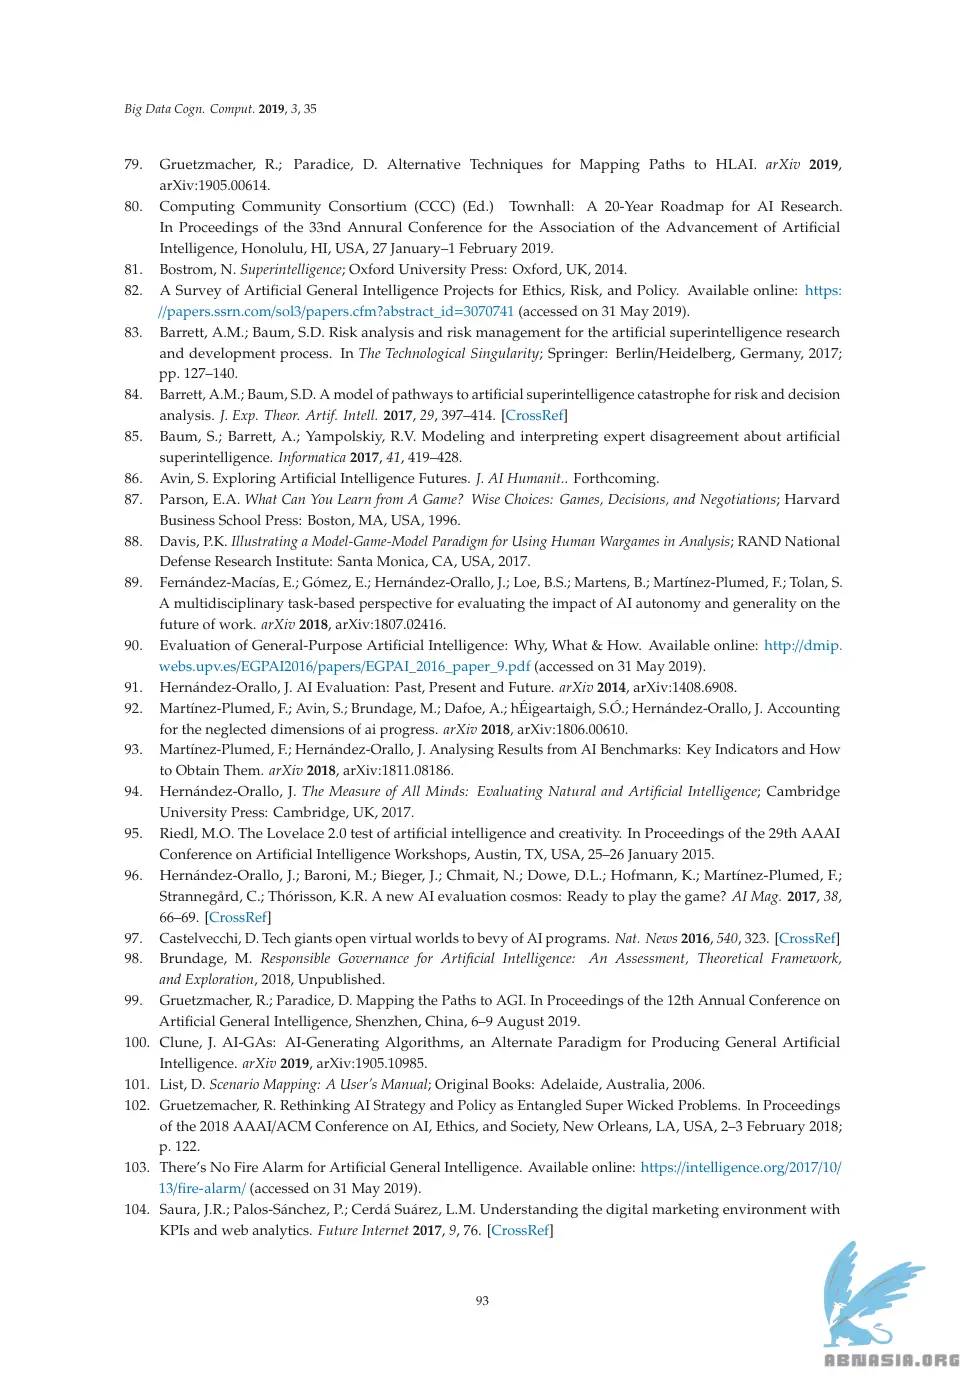 Big Data Cogn. Comput. 2019, 3, 35
79. Gruetzmacher, R.; Paradice, D. Alternative Techniques for Mapping Paths to HLAI. arXiv 2019,
arXiv:1905.00614.
80. Computing Community Consortium (CCC) (Ed.) Townhall: A 20-Year Roadmap for AI Research.
In Proceedings of the 33nd Annural Conference for the Association of the Advancement of Artificial
Intelligence, Honolulu, HI, USA, 27 January–1 February 2019.
81. Bostrom, N. Superintelligence; Oxford University Press: Oxford, UK, 2014.
82. A Survey of Artificial General Intelligence Projects for Ethics, Risk, and Policy. Available online: https:
//papers.ssrn.com/sol3/papers.cfm?abstract_id=3070741 (accessed on 31 May 2019).
83. Barrett, A.M.; Baum, S.D. Risk analysis and risk management for the artificial superintelligence research
and development process. In The Technological Singularity; Springer: Berlin/Heidelberg, Germany, 2017;
pp. 127–140.
84. Barrett, A.M.; Baum, S.D. A model of pathways to artificial superintelligence catastrophe for risk and decision
analysis. J. Exp. Theor. Artif. Intell. 2017, 29, 397–414. [CrossRef]
85. Baum, S.; Barrett, A.; Yampolskiy, R.V. Modeling and interpreting expert disagreement about artificial
superintelligence. Informatica 2017, 41, 419–428.
86. Avin, S. Exploring Artificial Intelligence Futures. J. AI Humanit.. Forthcoming.
87. Parson, E.A. What Can You Learn from A Game? Wise Choices: Games, Decisions, and Negotiations; Harvard
Business School Press: Boston, MA, USA, 1996.
88. Davis, P.K. Illustrating a Model-Game-Model Paradigm for Using Human Wargames in Analysis; RAND National
Defense Research Institute: Santa Monica, CA, USA, 2017.
89. Fernández-Macías, E.; Gómez, E.; Hernández-Orallo, J.; Loe, B.S.; Martens, B.; Martínez-Plumed, F.; Tolan, S.
A multidisciplinary task-based perspective for evaluating the impact of AI autonomy and generality on the
future of work. arXiv 2018, arXiv:1807.02416.
90. Evaluation of General-Purpose Artificial Intelligence: Why, What & How. Available online: http://dmip.
webs.upv.es/EGPAI2016/papers/EGPAI_2016_paper_9.pdf (accessed on 31 May 2019).
91. Hernández-Orallo, J. AI Evaluation: Past, Present and Future. arXiv 2014, arXiv:1408.6908.
92. Martínez-Plumed, F.; Avin, S.; Brundage, M.; Dafoe, A.; hÉigeartaigh, S.Ó.; Hernández-Orallo, J. Accounting
for the neglected dimensions of ai progress. arXiv 2018, arXiv:1806.00610.
93. Martínez-Plumed, F.; Hernández-Orallo, J. Analysing Results from AI Benchmarks: Key Indicators and How
to Obtain Them. arXiv 2018, arXiv:1811.08186.
94. Hernández-Orallo, J. The Measure of All Minds: Evaluating Natural and Artificial Intelligence; Cambridge
University Press: Cambridge, UK, 2017.
95. Riedl, M.O. The Lovelace 2.0 test of artificial intelligence and creativity. In Proceedings of the 29th AAAI
Conference on Artificial Intelligence Workshops, Austin, TX, USA, 25–26 January 2015.
96. Hernández-Orallo, J.; Baroni, M.; Bieger, J.; Chmait, N.; Dowe, D.L.; Hofmann, K.; Martínez-Plumed, F.;
Strannegård, C.; Thórisson, K.R. A new AI evaluation cosmos: Ready to play the game? AI Mag. 2017, 38,
66–69. [CrossRef]
97. Castelvecchi, D. Tech giants open virtual worlds to bevy of AI programs. Nat. News 2016, 540, 323. [CrossRef]
98. Brundage, M. Responsible Governance for Artificial Intelligence: An Assessment, Theoretical Framework,
and Exploration, 2018, Unpublished.
99. Gruetzmacher, R.; Paradice, D. Mapping the Paths to AGI. In Proceedings of the 12th Annual Conference on
Artificial General Intelligence, Shenzhen, China, 6–9 August 2019.
100. Clune, J. AI-GAs: AI-Generating Algorithms, an Alternate Paradigm for Producing General Artificial
Intelligence. arXiv 2019, arXiv:1905.10985.
101. List, D. Scenario Mapping: A User's Manual; Original Books: Adelaide, Australia, 2006.
102. Gruetzemacher, R. Rethinking AI Strategy and Policy as Entangled Super Wicked Problems. In Proceedings
of the 2018 AAAI/ACM Conference on AI, Ethics, and Society, New Orleans, LA, USA, 2–3 February 2018;
p. 122.
103. There's No Fire Alarm for Artificial General Intelligence. Available online: https://intelligence.org/2017/10/
13/fire-alarm/ (accessed on 31 May 2019).
104. Saura, J.R.; Palos-Sánchez, P.; Cerdá Suárez, L.M. Understanding the digital marketing environment with
KPIs and web analytics. Future Internet 2017, 9, 76. [CrossRef]
93
ABNASIA.ORG